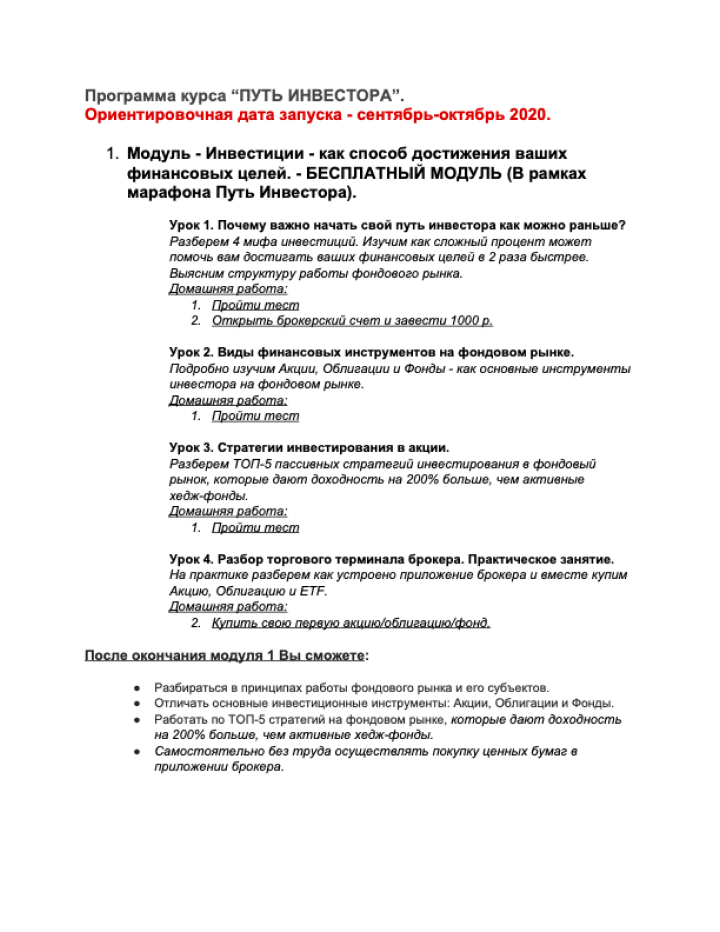 Программа курса “ПУТЬ ИНВЕСТОРА”.
Ориентировочная дата запуска - сентябрь-октябрь 2020.
1. Модуль - Инвестиции - как способ достижения ваших
финансовых целей. - БЕСПЛАТНЫЙ МОДУЛЬ (В рамках
марафона Путь Инвестора).
Урок 1. Почему важно начать свой путь инвестора как можно раньше?
Разберем 4 мифа инвестиций. Изучим как сложный процент может
помочь вам достигать ваших финансовых целей в 2 раза быстрее.
Выясним структуру работы фондового рынка.
Домашняя работа:
1. Пройти тест
2. Открыть брокерский счет и завести 1000 р.
Урок 2. Виды финансовых инструментов на фондовом рынке.
Подробно изучим Акции, Облигации и Фонды - как основные инструменты
инвестора на фондовом рынке.
Домашняя работа:
1. Пройти тест
Урок 3. Стратегии инвестирования в акции.
Разберем ТОП-5 пассивных стратегий инвестирования в фондовый
рынок, которые дают доходность на 200% больше, чем активные
хедж-фонды.
Домашняя работа:
1. Пройти тест
Урок 4. Разбор торгового терминала брокера. Практическое занятие.
На практике разберем как устроено приложение брокера и вместе купим
Акцию, Облигацию и ETF.
Домашняя работа:
2. Купить свою первую акцию/облигацию/фонд.
После окончания модуля 1 Вы сможете:
● Разбираться в принципах работы фондового рынка и его субъектов.
● Отличать основные инвестиционные инструменты: Акции, Облигации и Фонды.
● Работать по ТОП-5 стратегий на фондовом рынке, которые дают доходность
на 200% больше, чем активные хедж-фонды.
● Самостоятельно без труда осуществлять покупку ценных бумаг в
приложении брокера.